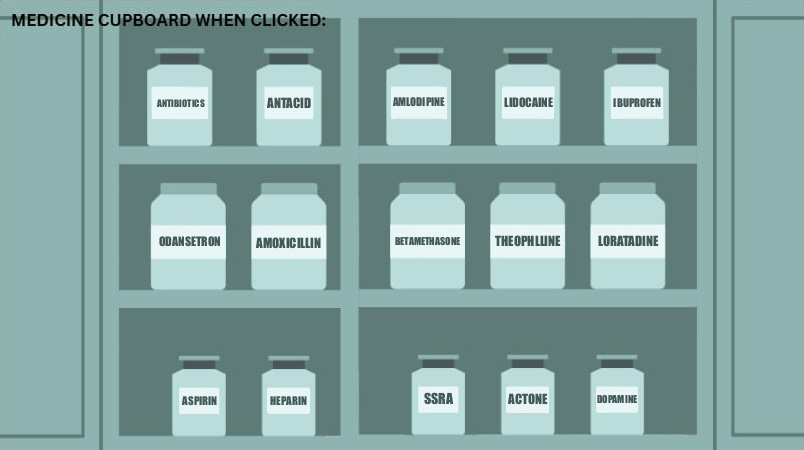 MEDICINE CUPBOARD WHEN CLICKED:
ANTIBIOTICS
ANTACID
AMLODIPINE
LIDOCAINE
IBUPROFEN
ODANSETRON
AMOXICILLIN
BETAMETHASONE
THEOPHLLINE
LORATADINE
ASPIRIN
HEPARIN
SSRA
ACTONE
DOPAMINE